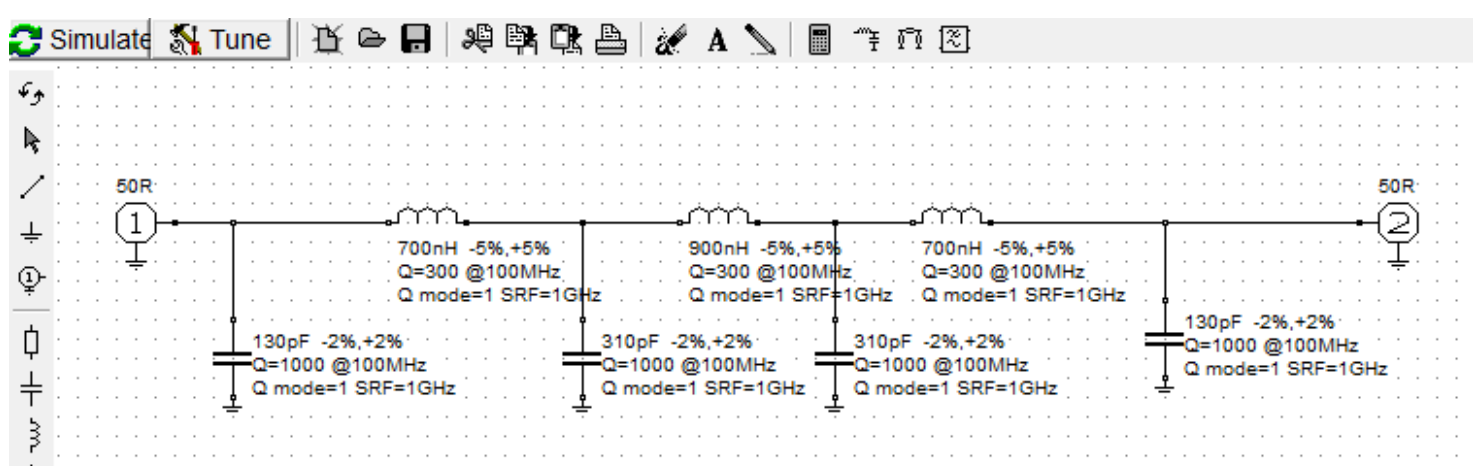 Simulate Tune
A
1
50R
50R
1
2
700nH -5%,+5%
Q=300 @100MHz
Q mode=1 SRF=1GHz
900nH -5%,+5%
Q=300 @100MHz
Q mode=1 SRF=1GHz
700nH -5%,+5%
Q=300 @100MHz
Q mode=1 SRF=1GHz
130pF -2%,+2%
Q=1000 @100MHz
Q mode=1 SRF=1GHz
310pF -2%,+2%
Q=1000 @100MHz
Q mode=1 SRF=1GHz
310pF -2%,+2%
Q=1000 @100MHz
Q mode=1 SRF=1GHz
130pF -2%,+2%
Q=1000 @100MHz
Q mode=1 SRF=1GHz